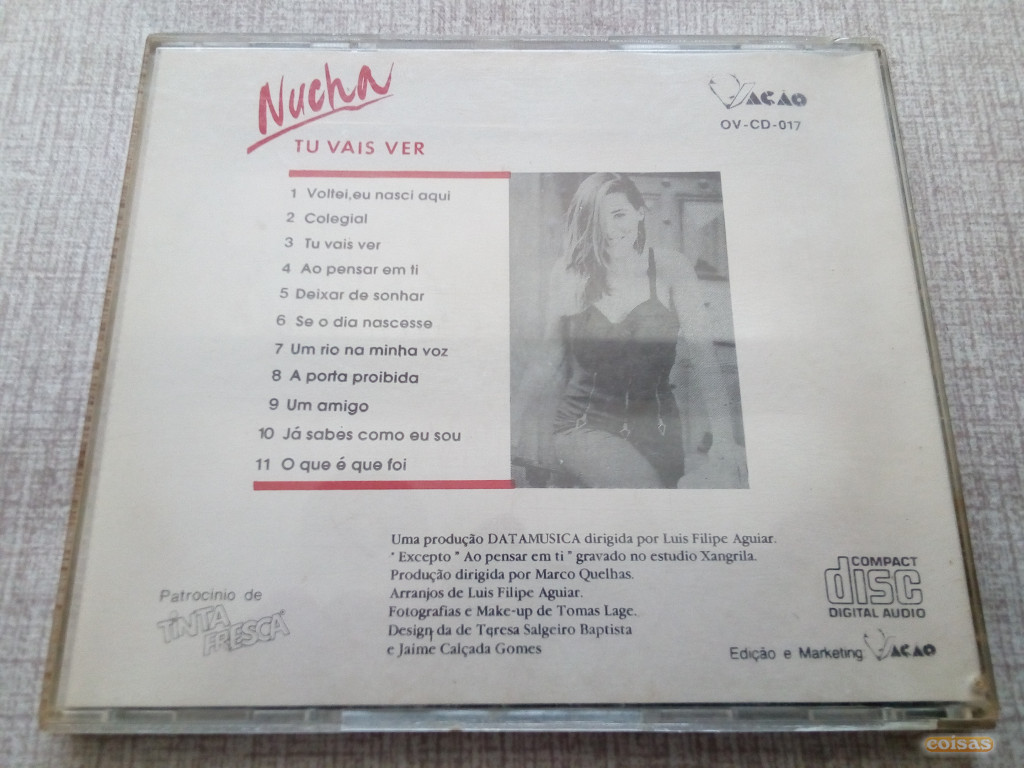 Nucha
TU VAIS VER
OVAÇÃO
OV-CD-017
1 Voltei, eu nasci aqui
2 Colegial
3 Tu vais ver
4 Ao pensar em ti
5 Deixar de sonhar
6 Se o dia nascesse
7 Um rio na minha voz
8 A porta proibida
9 Um amigo
10 Já sabes como eu sou
11 O que é que foi
Uma produção DATAMUSICA dirigida por Luis Filipe Aguiar.
" Excepto " Ao pensar em ti " gravado no estudio Xangrila.
Produção dirigida por Marco Quelhas.
Arranjos de Luis Filipe Aguiar.
Fotografias e Make-up de Tomas Lage.
Design da de Teresa Salgeiro Baptista
e Jaime Calçada Gomes
Patrocínio de
TINTA
FRESCA
COMPACT
disc
DIGITAL AUDIO
Edição e Marketing OVAÇÃO
coisas